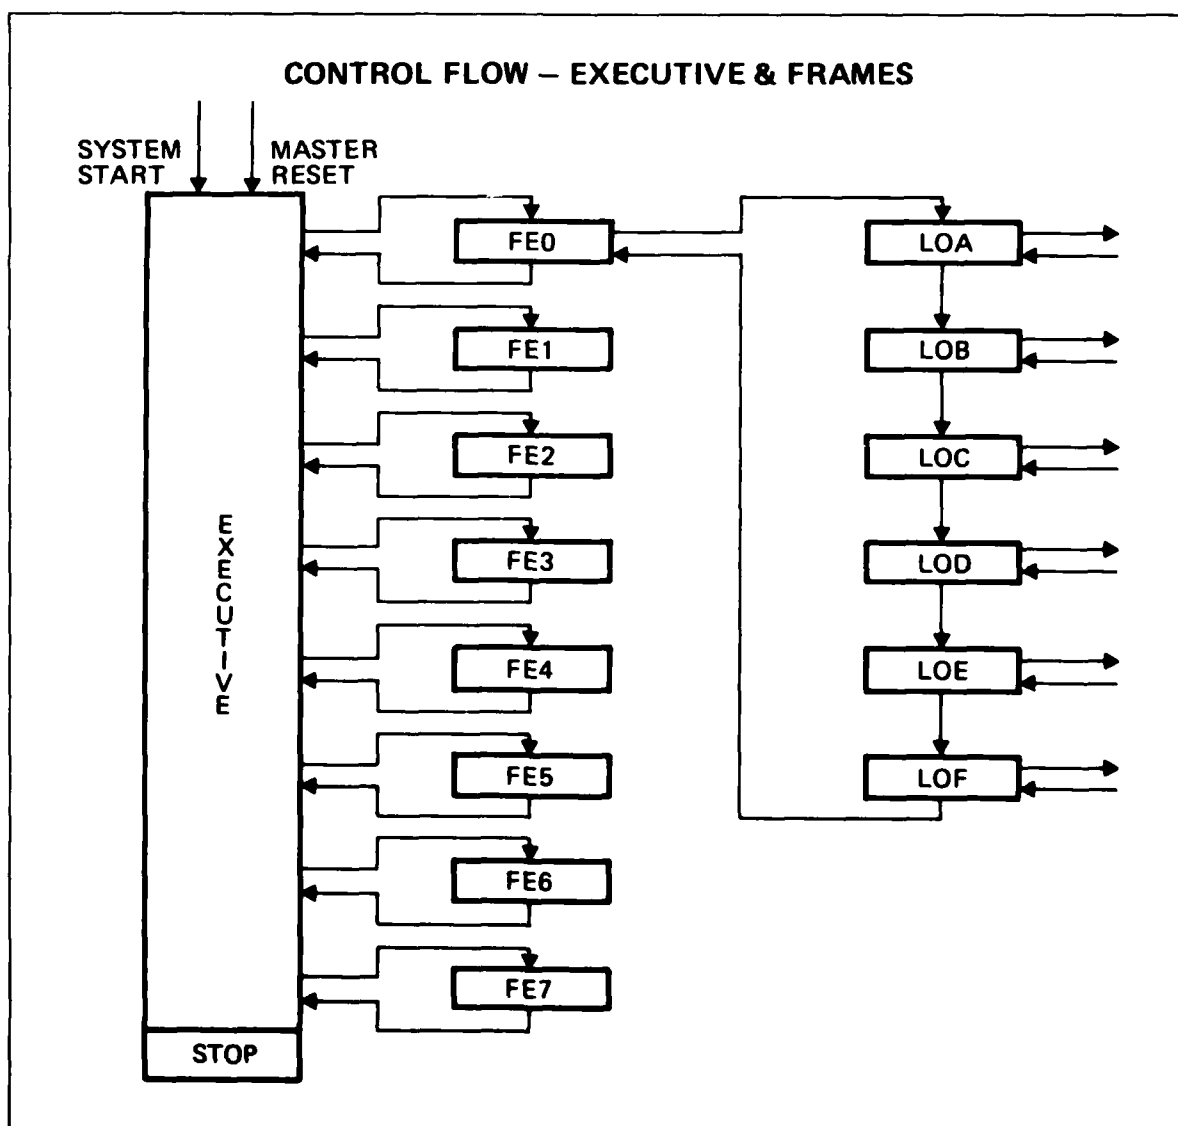 CONTROL FLOW – EXECUTIVE & FRAMES
SYSTEM
START
MASTER
RESET
FE0
LOA
FE1
LOB
FE2
LOC
EXECUTIVE
FE3
LOD
FE4
LOE
FE5
LOF
FE6
FE7
STOP